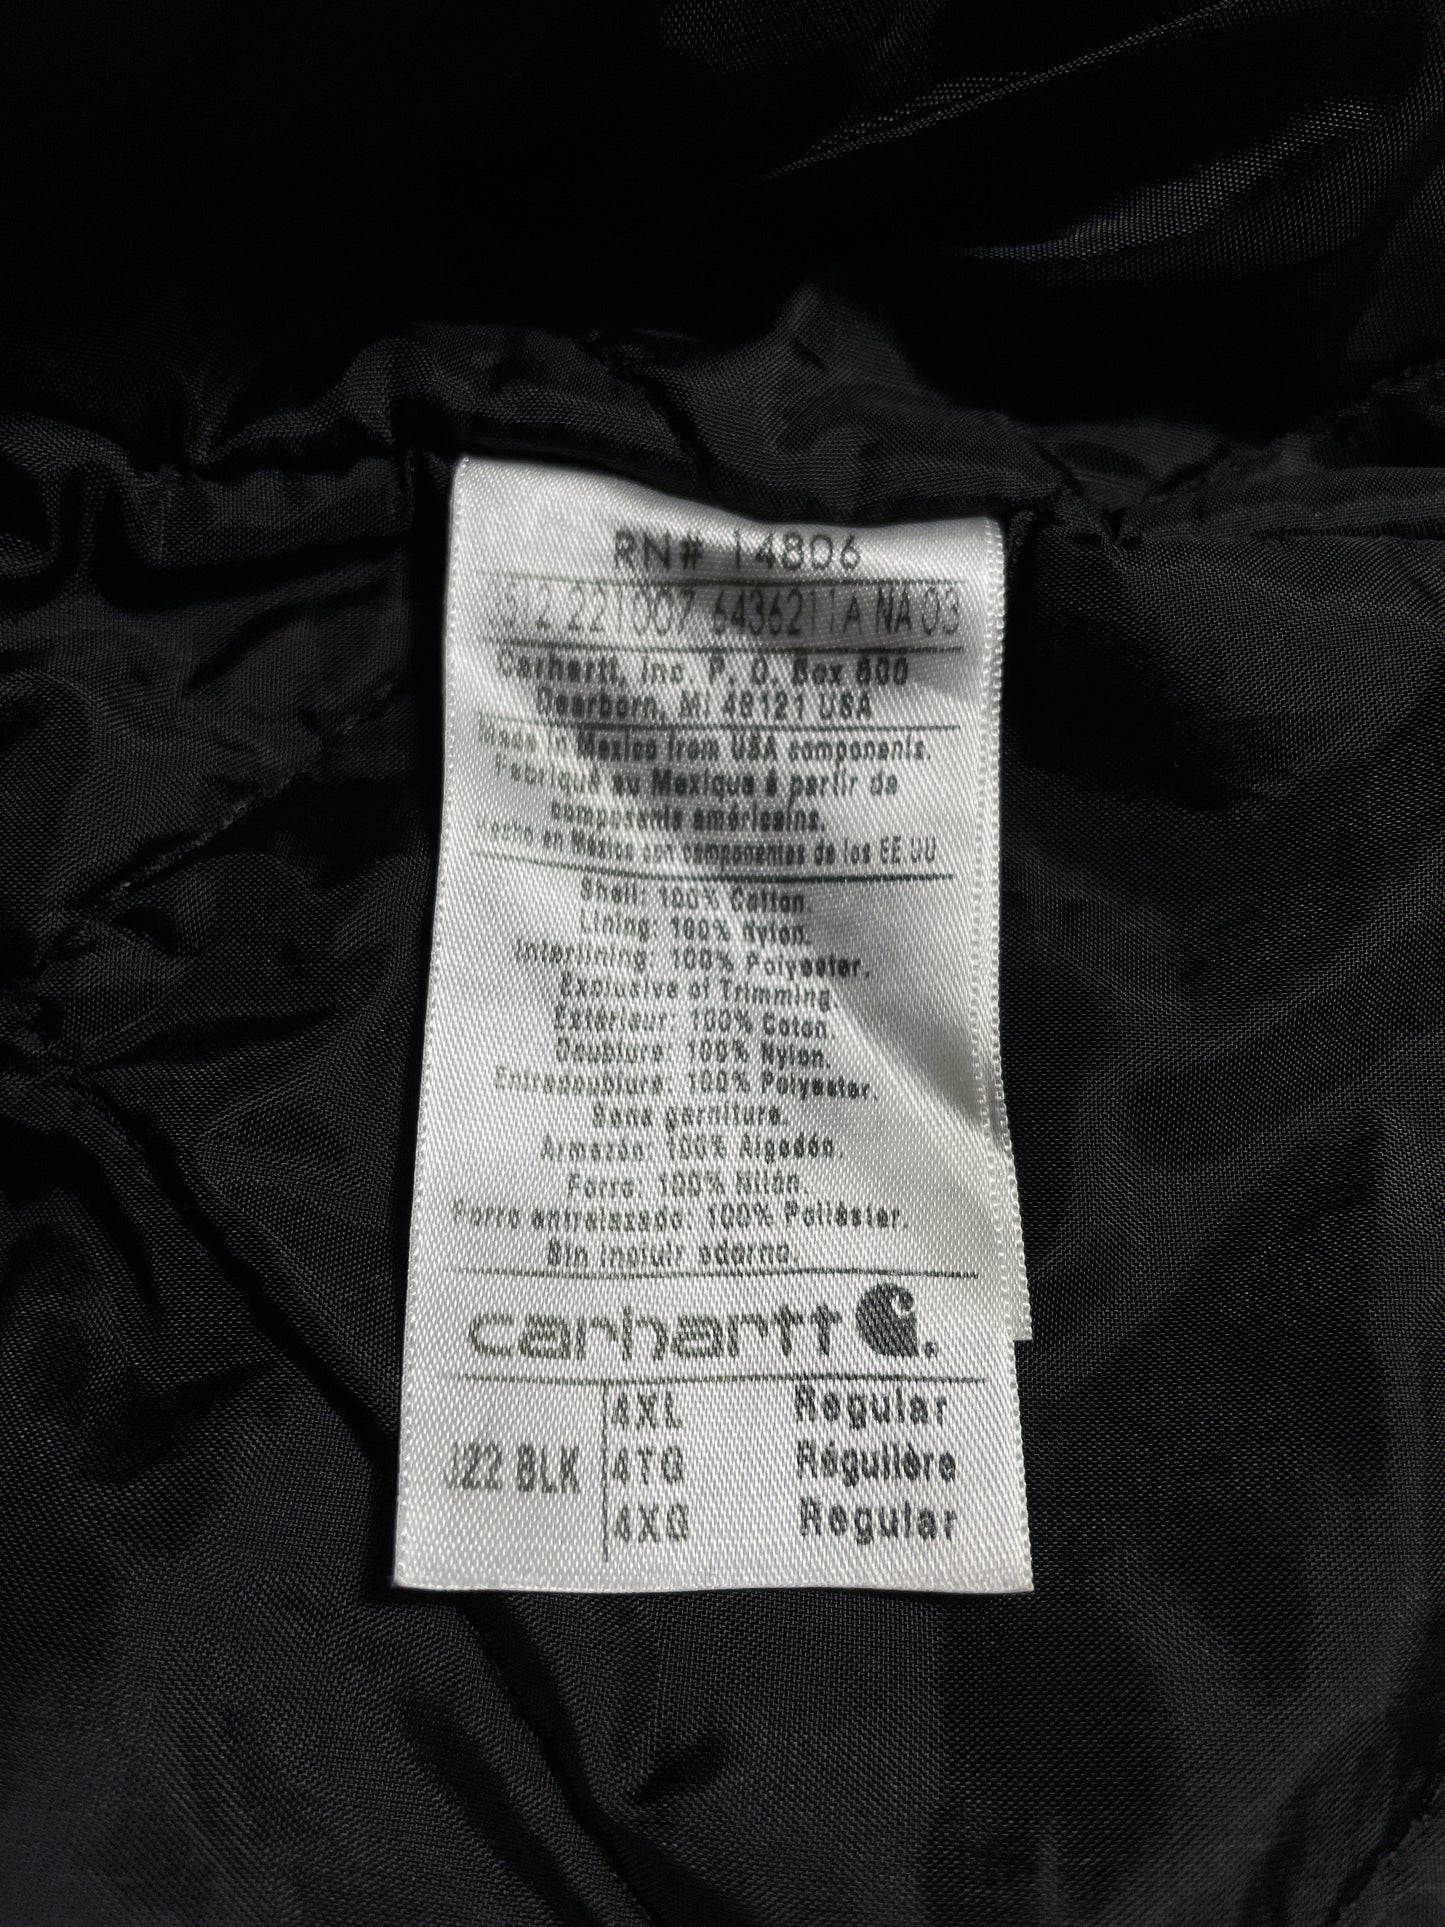 RN# 14806
3512 221007 6436211A NA 03
Carhartt, Inc. P. O. Box 600
Dearborn, MI 48121 USA
Made in Mexico from USA components.
Fabriqué au Mexique à partir de
composants américains.
Hecho en México con componentes de los EE UU
Shell: 100% Cotton.
Lining: 100% Nylon.
Interlining: 100% Polyester.
Exclusive of Trimming.
Extérieur: 100% Coton.
Doublure: 100% Nylon.
Entredoublure: 100% Polyester.
Sans garniture.
Armazón: 100% Algodón.
Forro: 100% Nilón.
Forro entrelazado: 100% Poliéster.
Sin incluir adorno.
carhartt
4XL Regular
J22 BLK 4TG Régulière
4XG Regular